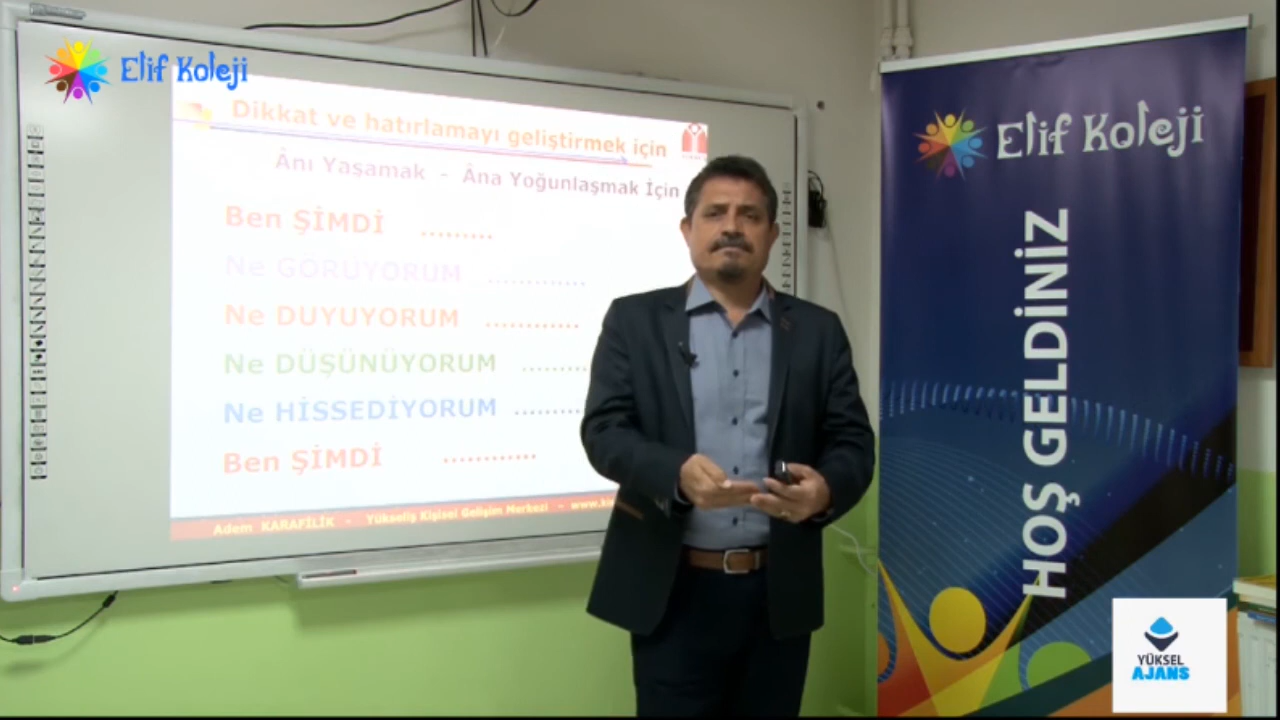 Elif Koleji
Dikkat ve hatırlamayı geliştirmek için
Ânı Yaşamak - Âna Yoğunlaşmak İçin
Ben ŞİMDİ .........
Ne GÖRÜYORUM .............
Ne DUYUYORUM ............
Ne DÜŞÜNÜYORUM .........
Ne HİSSEDİYORUM .........
Ben ŞİMDİ ............
Adem KARAFİLİK - Yükseliş Kişisel Gelişim Merkezi -
Elif Koleji
HOŞ GELDİNİZ
YÜKSEL
AJANS